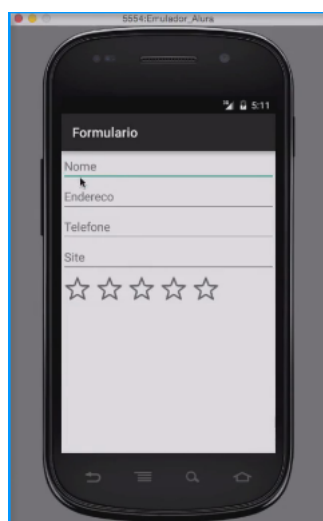 5554:Emulador_Alura
5:11
Formulario
Nome
Endereco
Telefone
Site